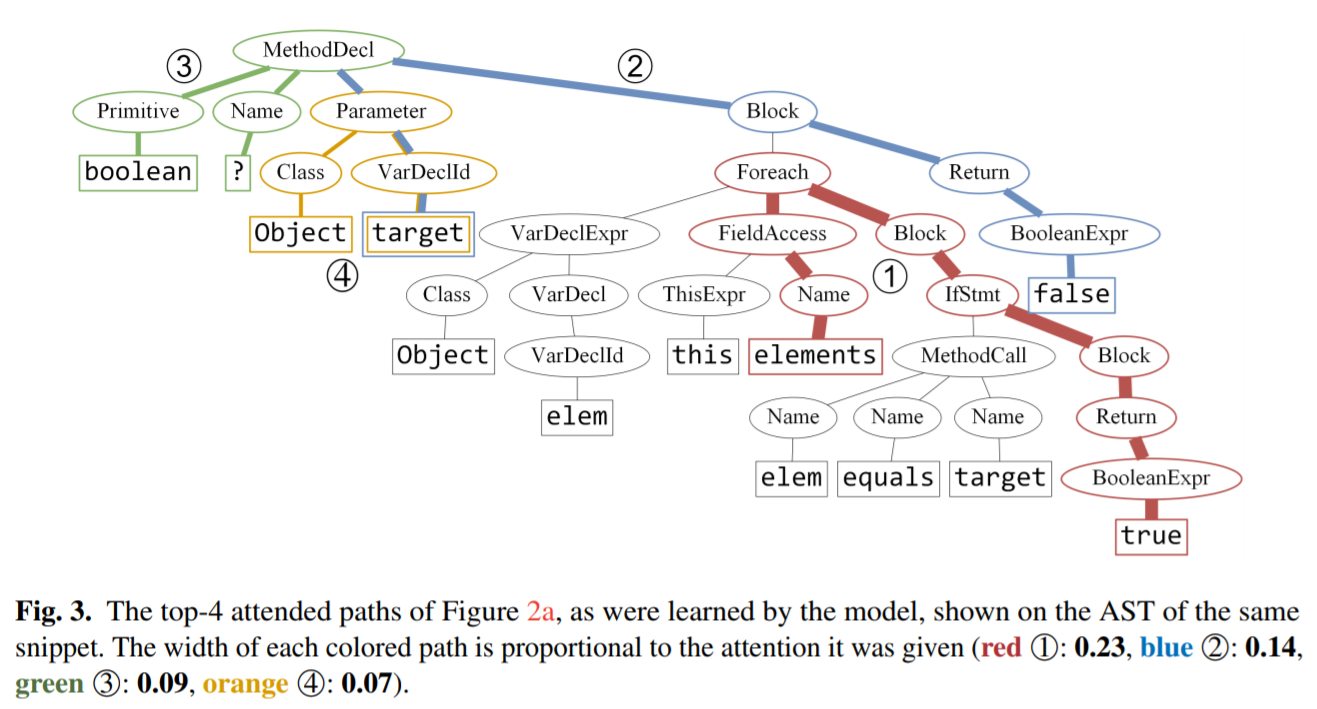 MethodDecl
③
②
Primitive
Name
Parameter
Block
boolean
?
Class
VarDeclId
Foreach
Return
Object
target
VarDeclExpr
FieldAccess
Block
BooleanExpr
④
①
Class
VarDecl
ThisExpr
Name
IfStmt
false
Object
VarDeclId
this
elements
MethodCall
Block
elem
Name
Name
Name
Return
elem
equals
target
BooleanExpr
true
Fig. 3. The top-4 attended paths of Figure 2a, as were learned by the model, shown on the AST of the same
snippet. The width of each colored path is proportional to the attention it was given (red ①: 0.23, blue ②: 0.14,
green ③: 0.09, orange ④: 0.07).